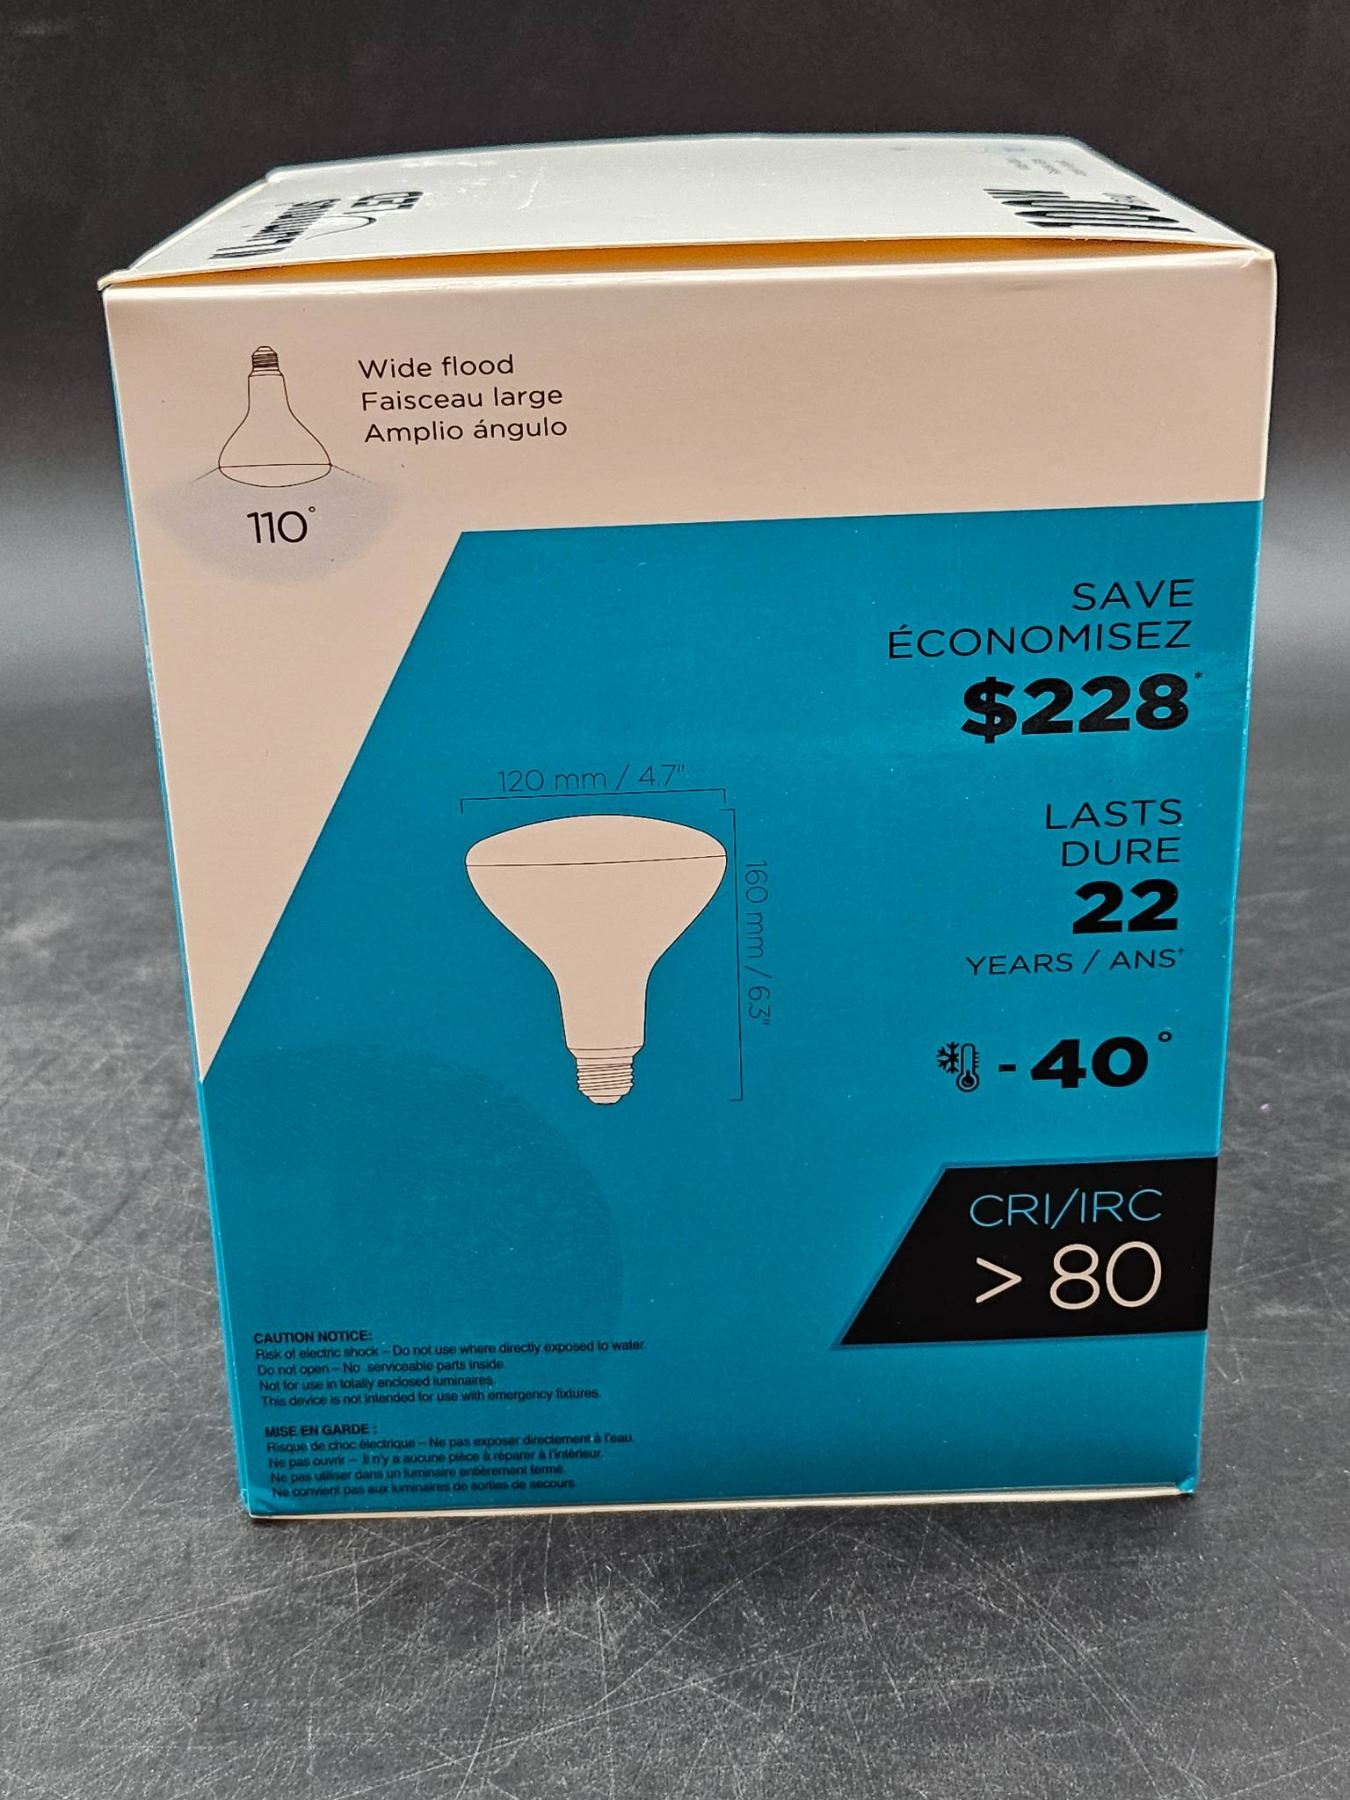 Luminus
100W
Wide flood
Faisceau large
Amplio ángulo
110°
SAVE
ÉCONOMISEZ
$228*
120 mm / 4.7"
160 mm / 6.3"
LASTS
DURE
22
YEARS / ANS+
-40°
CRI/IRC
> 80
CAUTION NOTICE:
Risk of electric shock – Do not use where directly exposed to water.
Do not open – No serviceable parts inside.
Not for use in totally enclosed luminaires.
This device is not intended for use with emergency fixtures.
MISE EN GARDE :
Risque de choc électrique – Ne pas exposer directement à l'eau.
Ne pas ouvrir – Il n'y a aucune pièce à réparer à l'intérieur.
Ne pas utiliser dans un luminaire entièrement fermé.
Ne convient pas aux luminaires de sorties de secours.